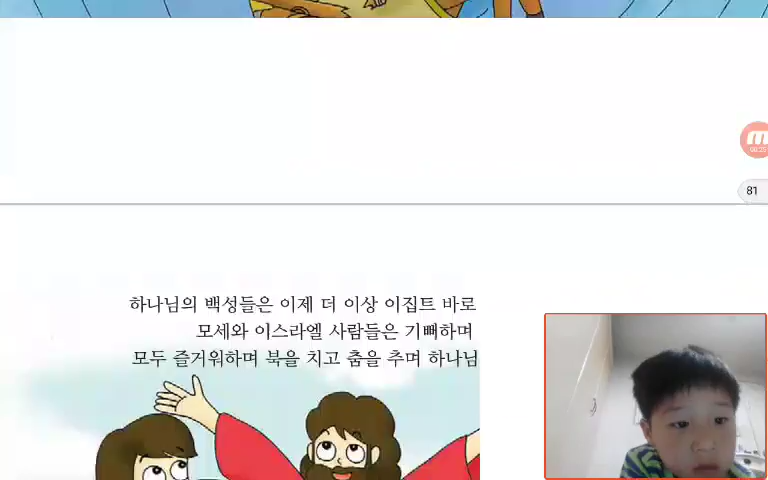 81
하나님의 백성들은 이제 더 이상 이집트 바로
모세와 이스라엘 사람들은 기뻐하며
모두 즐거워하며 북을 치고 춤을 추며 하나님